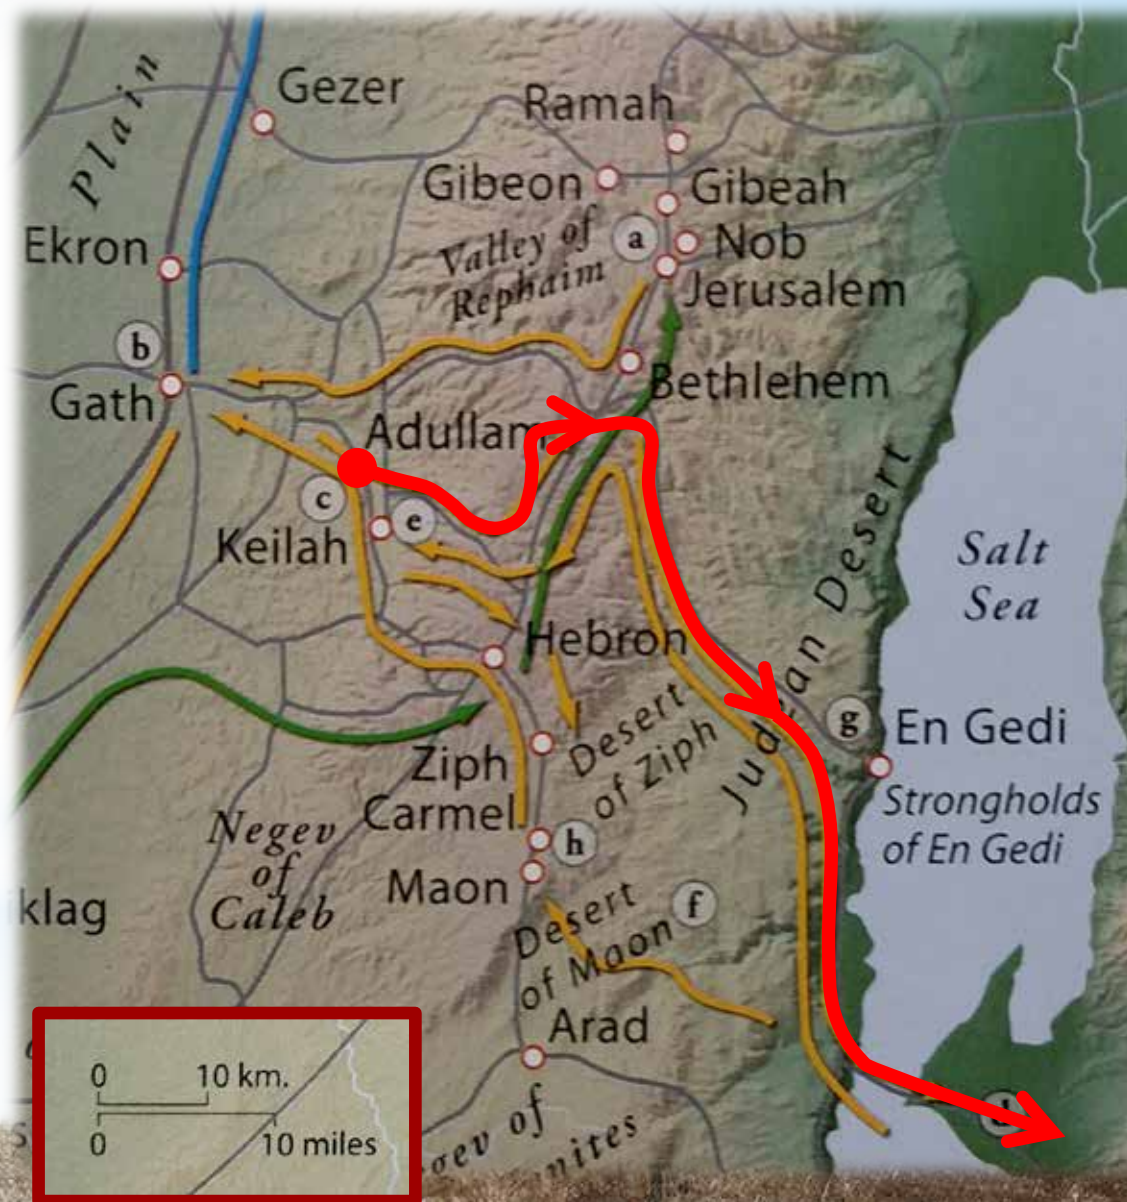 Plain
Gezer
Ramah
Gibeon
Gibeah
Valley of
Rephaim
a
Nob
Ekron
Jerusalem
b
Gath
Bethlehem
Adullam
c
e
Keilah
Judean Desert
Salt
Sea
Hebron
Desert
of Ziph
g
En Gedi
Ziph
Strongholds
of En Gedi
Carmel
Negev
of
Caleb
h
Maon
f
Desert
of Maon
klag
Arad
d
0 10 km.
0 10 miles